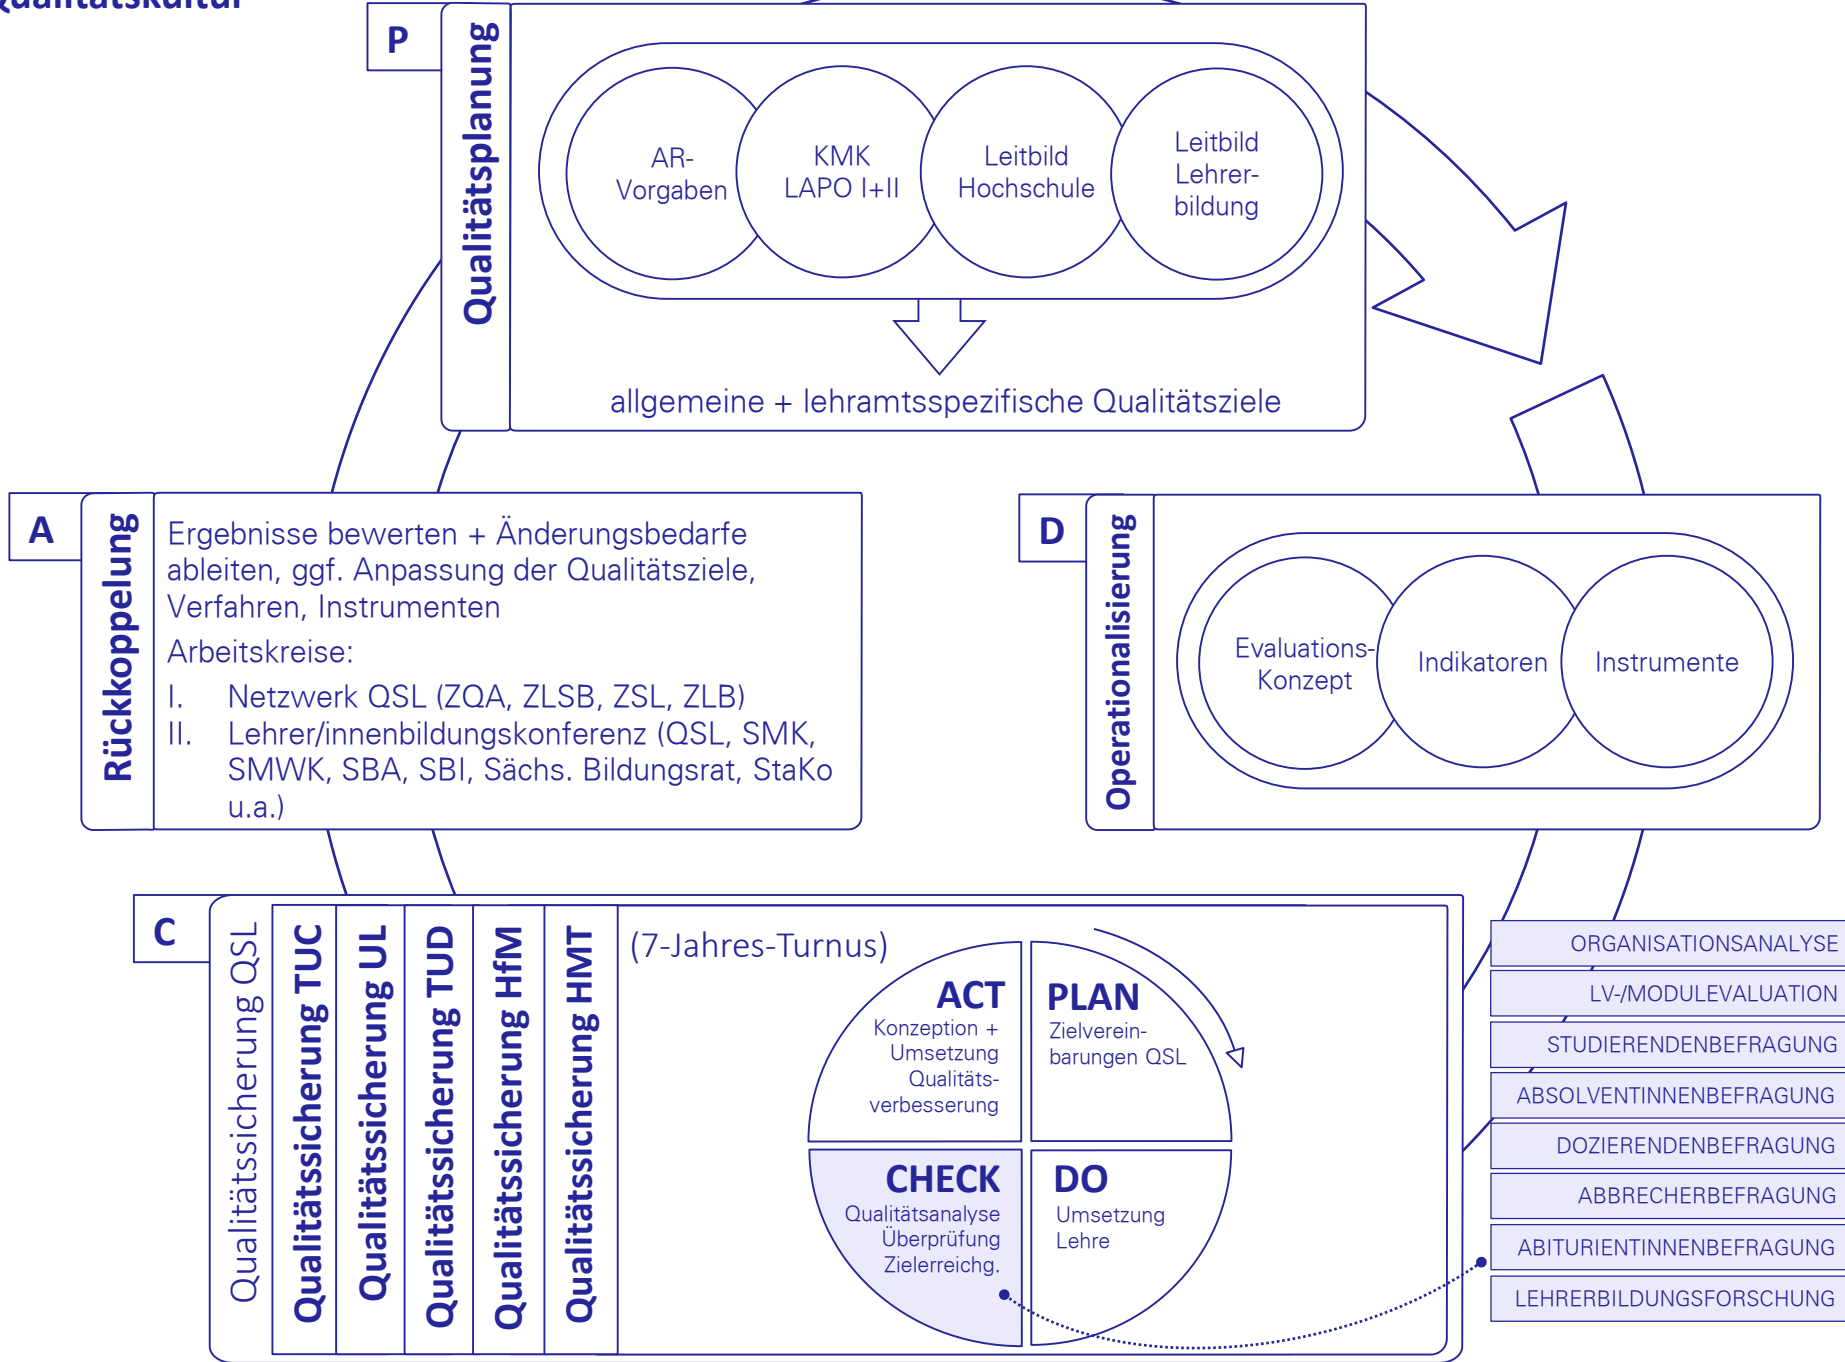 Qualitätskultur
P
Qualitätsplanung
AR-
Vorgaben
KMK
LAPO I+II
Leitbild
Hochschule
Leitbild
Lehrer-
bildung
allgemeine + lehramtsspezifische Qualitätsziele
A
Rückkoppelung
Ergebnisse bewerten + Änderungsbedarfe
ableiten, ggf. Anpassung der Qualitätsziele,
Verfahren, Instrumenten
Arbeitskreise:
I. Netzwerk QSL (ZQA, ZLSB, ZSL, ZLB)
II. Lehrer/innenbildungskonferenz (QSL, SMK,
SMWK, SBA, SBI, Sächs. Bildungsrat, StaKo
u.a.)
D
Operationalisierung
Evaluations-
Konzept
Indikatoren
Instrumente
C
Qualitätssicherung QSL
Qualitätssicherung TUC
Qualitätssicherung UL
Qualitätssicherung TUD
Qualitätssicherung HfM
Qualitätssicherung HMT
(7-Jahres-Turnus)
ACT
Konzeption +
Umsetzung
Qualitäts-
verbesserung
PLAN
Zielverein-
barungen QSL
CHECK
Qualitätsanalyse
Überprüfung
Zielerreichg.
DO
Umsetzung
Lehre
ORGANISATIONSANALYSE
LV-/MODULEVALUATION
STUDIERENDENBEFRAGUNG
ABSOLVENTINNENBEFRAGUNG
DOZIERENDENBEFRAGUNG
ABBRECHERBEFRAGUNG
ABITURIENTINNENBEFRAGUNG
LEHRERBILDUNGSFORSCHUNG